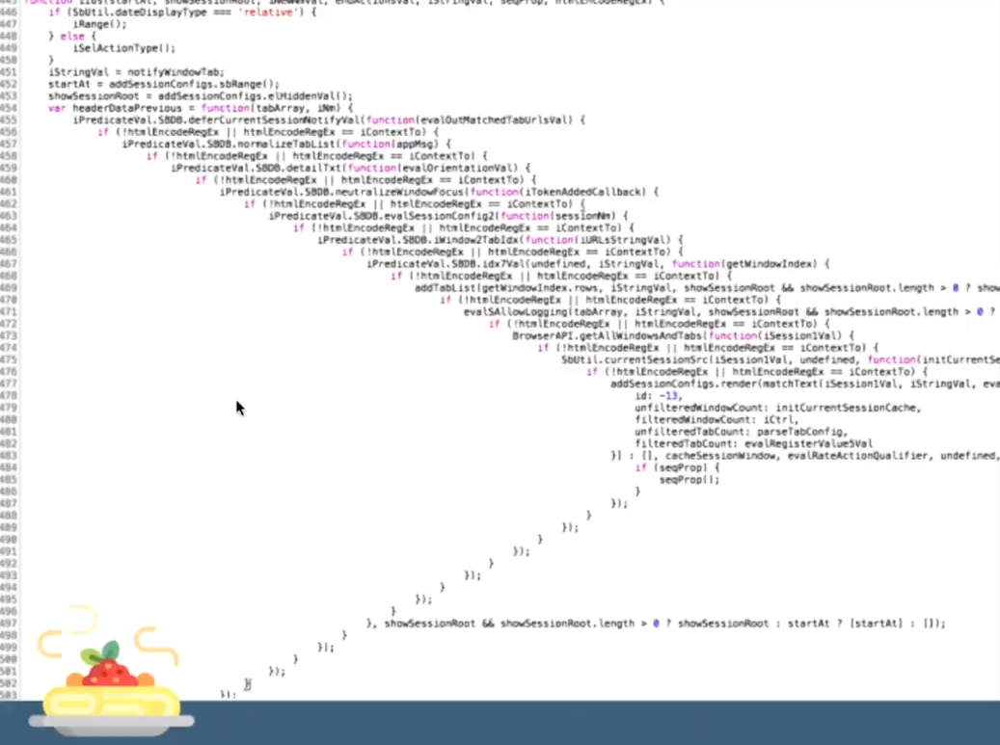 446 if (SbUtil.dateDisplayType === 'relative') {
447 iRange();
448 } else {
449 iSelActionType();
450 }
451 iStringVal = notifyWindowTab;
452 startAt = addSessionConfigs.sbRange();
453 showSessionRoot = addSessionConfigs.elHiddenVal();
454 var headerDataPrevious = function(tabArray, iNm) {
455 iPredicateVal.SBDB.deferCurrentSessionNotifyVal(function(evalOutMatchedTabUrlsVal) {
456 if (!htmlEncodeRegEx || htmlEncodeRegEx == iContextTo) {
457 iPredicateVal.SBDB.normalizeTabList(function(appMsg) {
458 if (!htmlEncodeRegEx || htmlEncodeRegEx == iContextTo) {
459 iPredicateVal.SBDB.detailTxt(function(evalOrientationVal) {
460 if (!htmlEncodeRegEx || htmlEncodeRegEx == iContextTo) {
461 iPredicateVal.SBDB.neutralizeWindowFocus(function(iTokenAddedCallback) {
462 if (!htmlEncodeRegEx || htmlEncodeRegEx == iContextTo) {
463 iPredicateVal.SBDB.evalSessionConfig2(function(sessionNm) {
464 if (!htmlEncodeRegEx || htmlEncodeRegEx == iContextTo) {
465 iPredicateVal.SBDB.iWindow2TabIdx(function(iURLsStringVal) {
466 if (!htmlEncodeRegEx || htmlEncodeRegEx == iContextTo) {
467 iPredicateVal.SBDB.idx7Val(undefined, iStringVal, function(getWindowIndex) {
468 if (!htmlEncodeRegEx || htmlEncodeRegEx == iContextTo) {
469 addTabList(getWindowIndex.rows, iStringVal, showSessionRoot && showSessionRoot.length > 0 ? show
470 if (!htmlEncodeRegEx || htmlEncodeRegEx == iContextTo) {
471 evalSAllowLogging(tabArray, iStringVal, showSessionRoot && showSessionRoot.length > 0 ?
472 if (!htmlEncodeRegEx || htmlEncodeRegEx == iContextTo) {
473 BrowserAPI.getAllWindowsAndTabs(function(iSession1Val) {
474 if (!htmlEncodeRegEx || htmlEncodeRegEx == iContextTo) {
475 SbUtil.currentSessionSrc(iSession1Val, undefined, function(initCurrentSe
476 if (!htmlEncodeRegEx || htmlEncodeRegEx == iContextTo) {
477 addSessionConfigs.render(matchText(iSession1Val, iStringVal, eva
478 id: -13,
479 unfilteredWindowCount: initCurrentSessionCache,
480 filteredWindowCount: iCtrl,
481 unfilteredTabCount: parseTabConfig,
482 filteredTabCount: evalRegisterValue5Val
483 }] : [], cacheSessionWindow, evalRateActionQualifier, undefined,
484 if (seqProp) {
485 seqProp();
486 }
487 });
488 }
489 });
490 }
491 });
492 }
493 });
494 }
495 });
496 }
497 }, showSessionRoot && showSessionRoot.length > 0 ? showSessionRoot : startAt ? [startAt] : []);
498 }
499 });
500 }
501 });
502 }
503 });